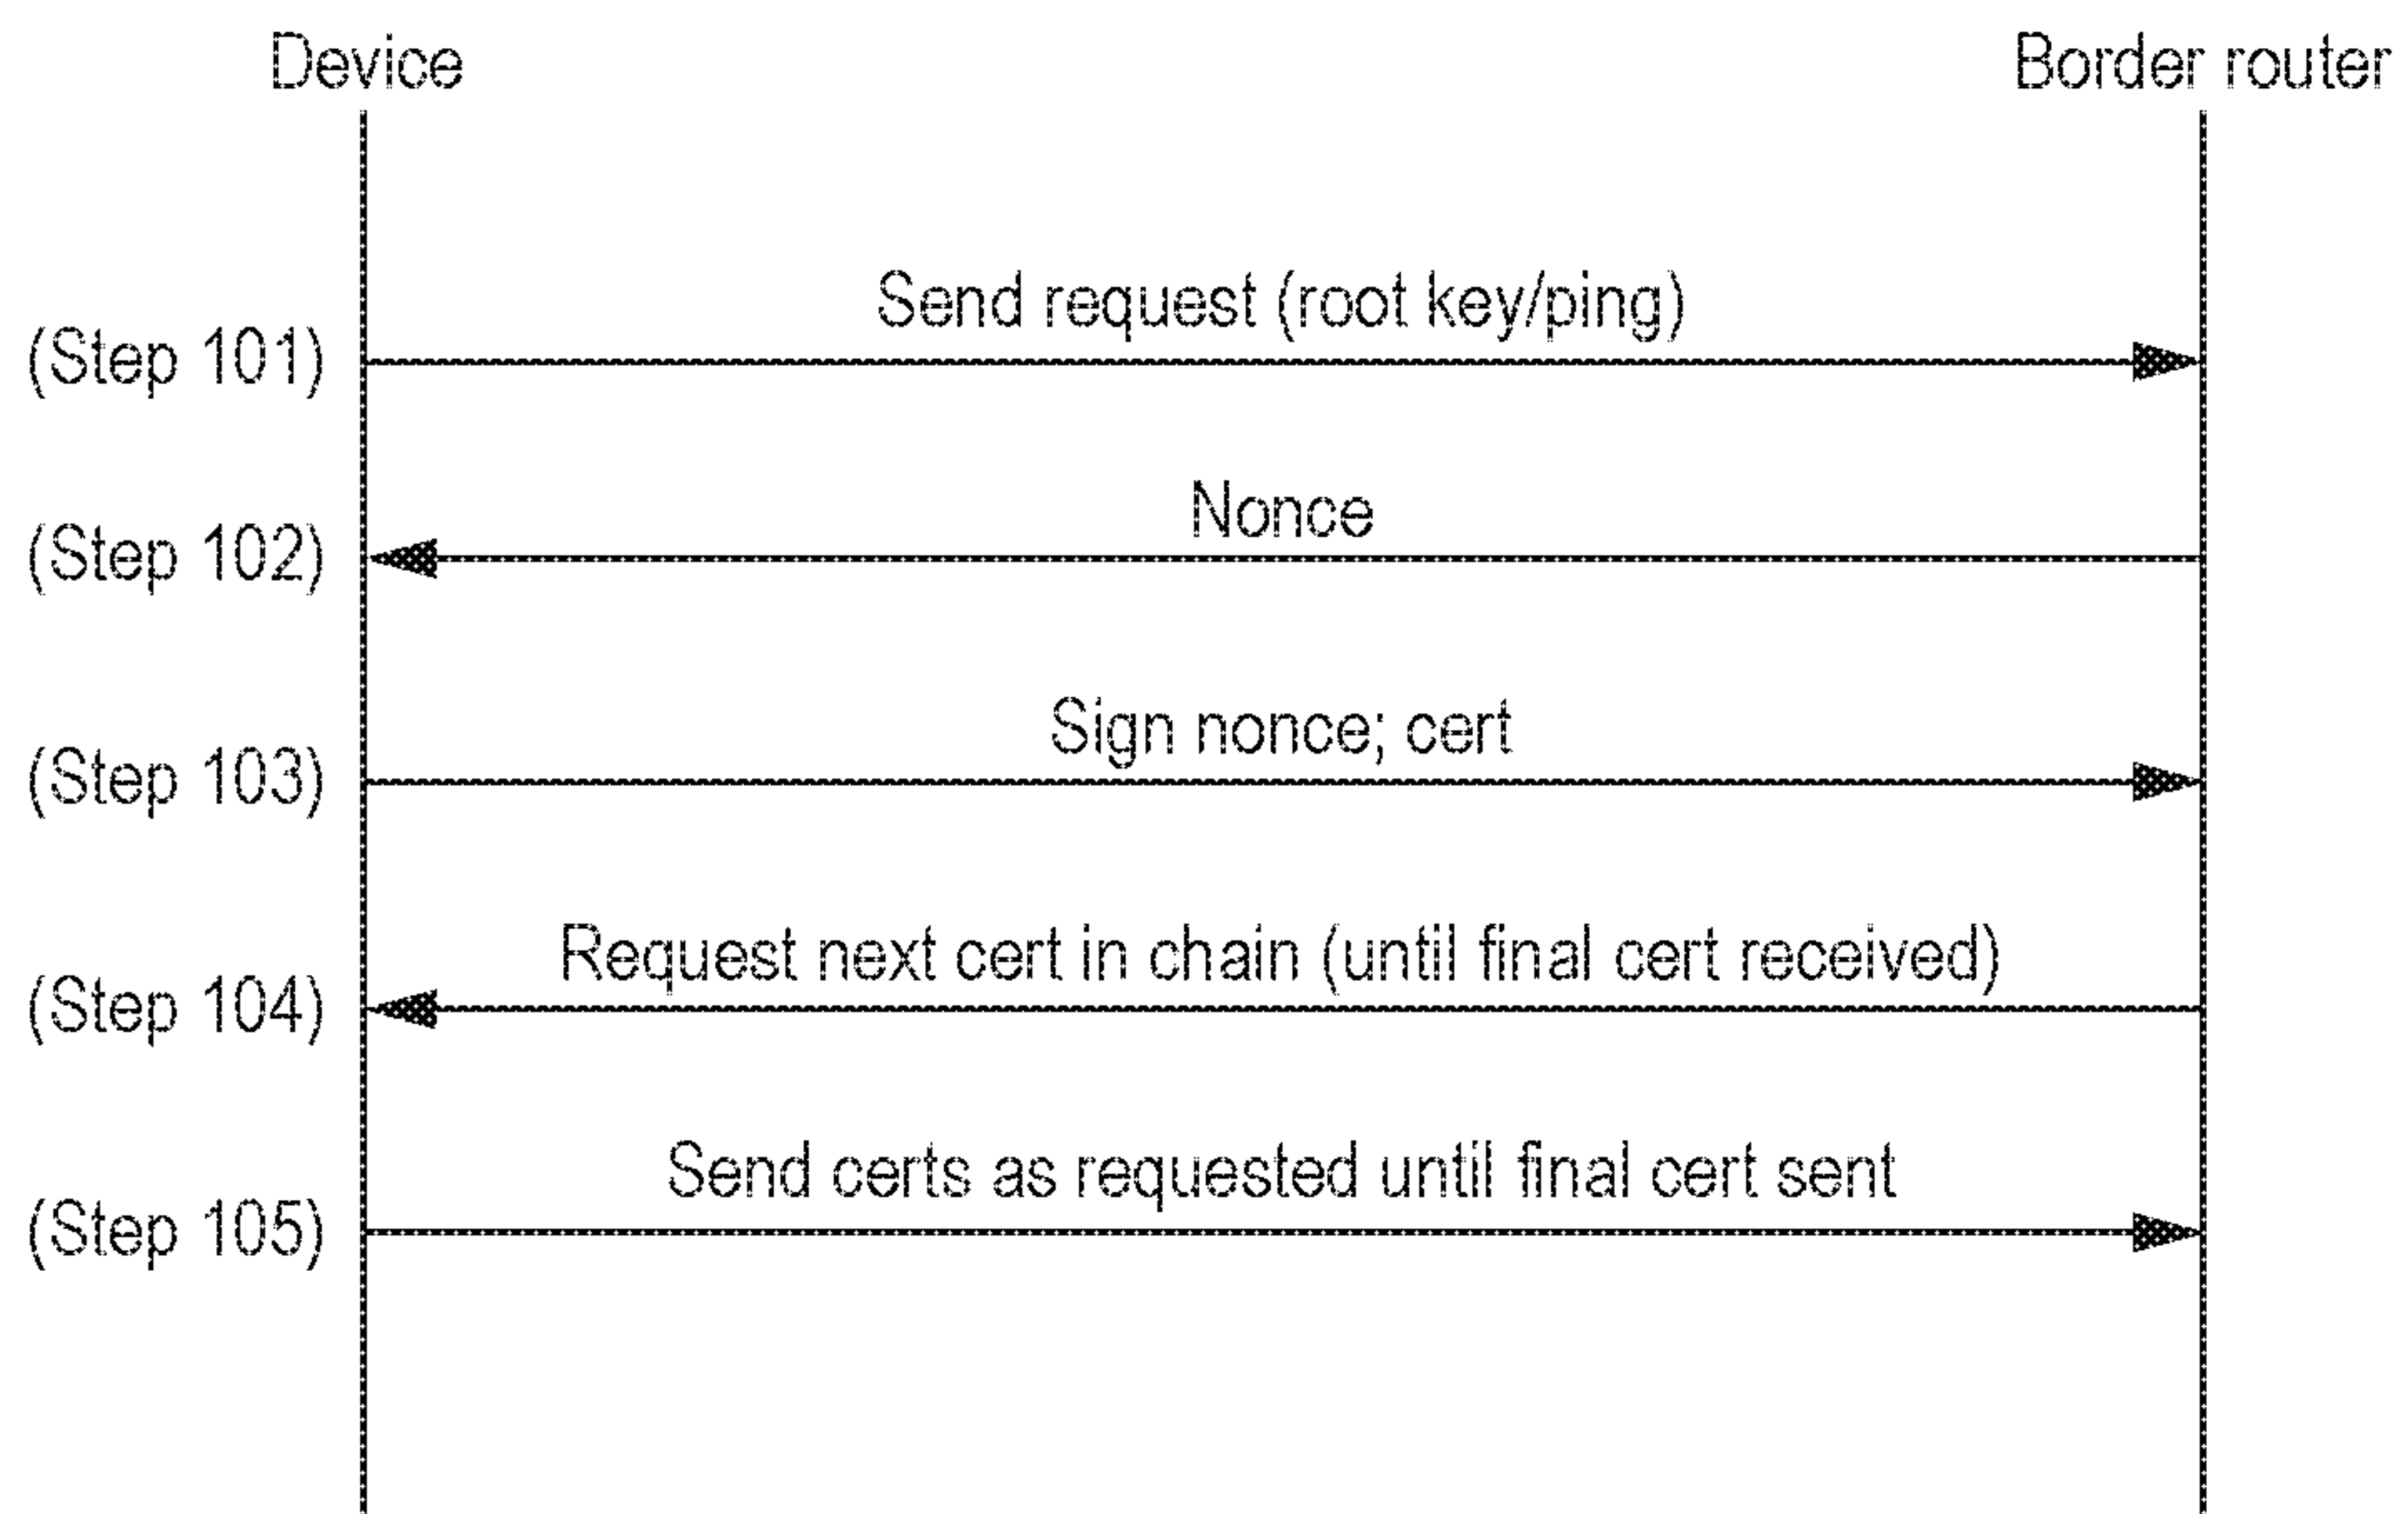 Device
Border router
Send request (root key/ping)
(Step 101)
Nonce
(Step 102)
Sign nonce; cert
(Step 103)
Request next cert in chain (until final cert received)
(Step 104)
Send certs as requested until final cert sent
(Step 105)